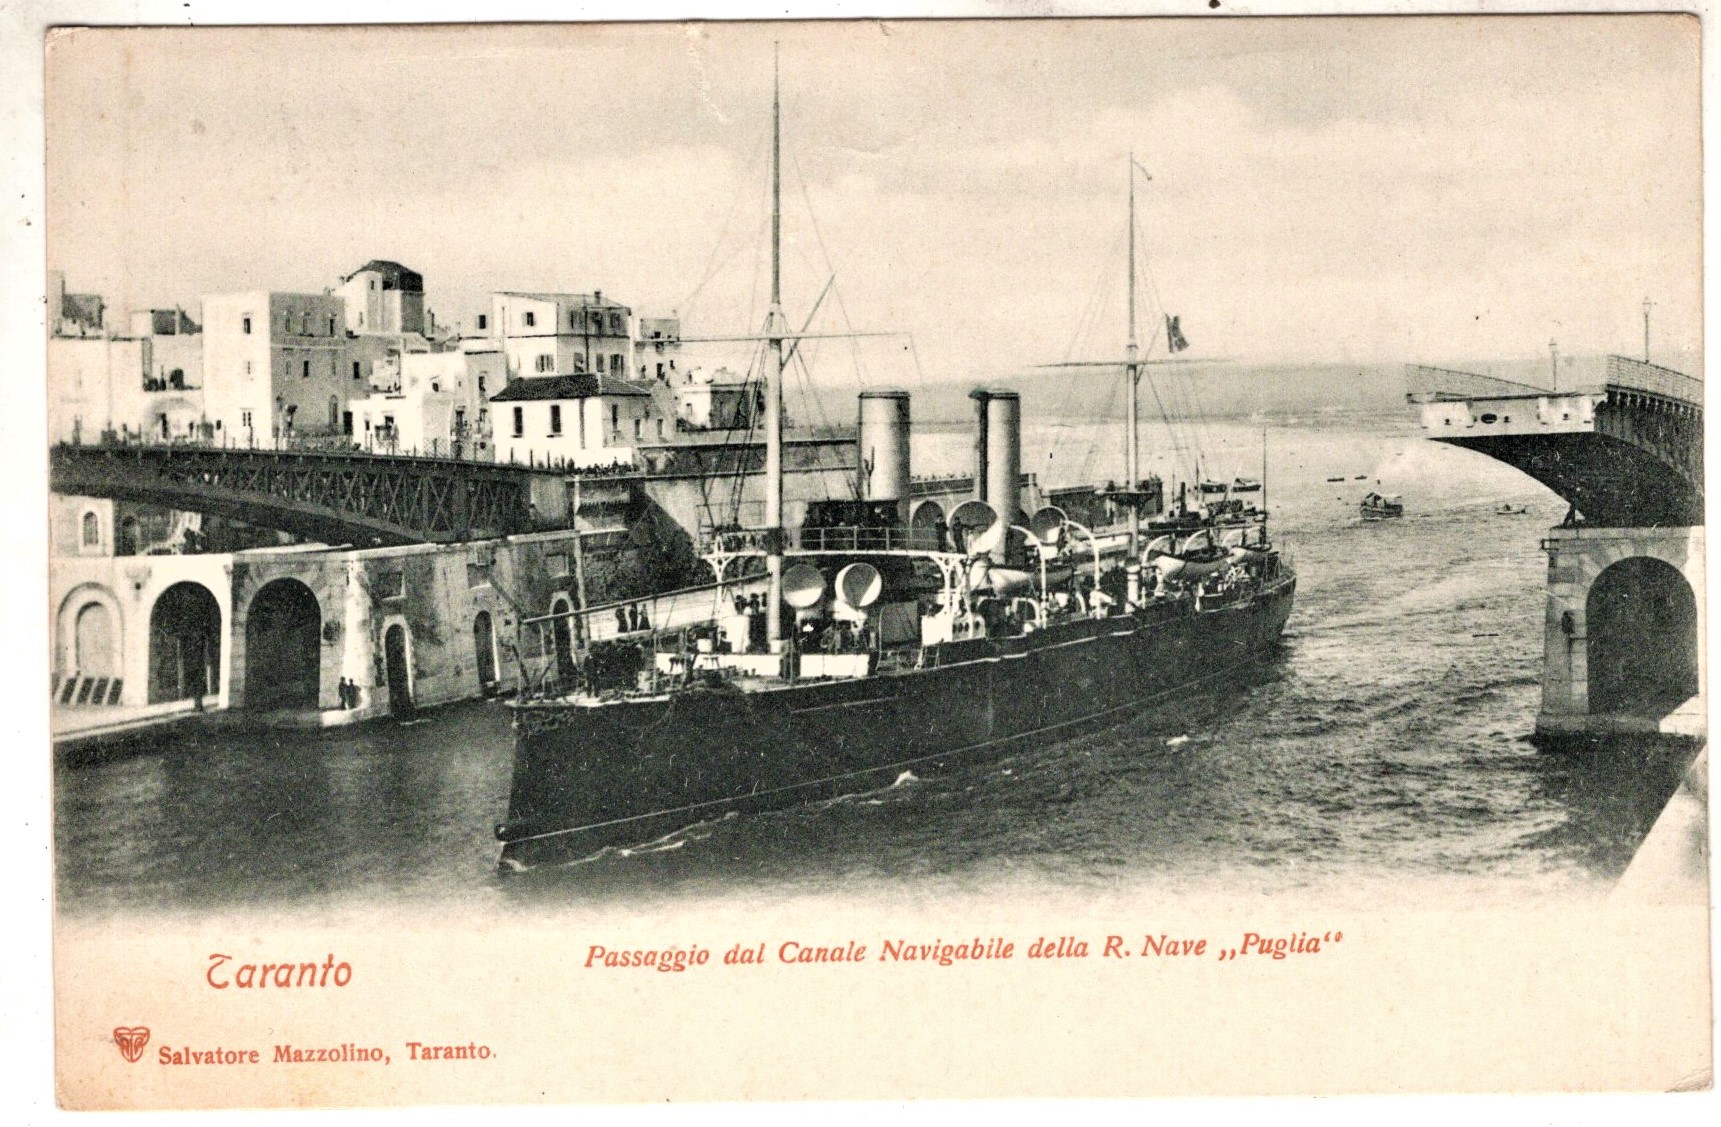 Taranto
Passaggio dal Canale Navigabile della R. Nave „Puglia“
Salvatore Mazzolino, Taranto.